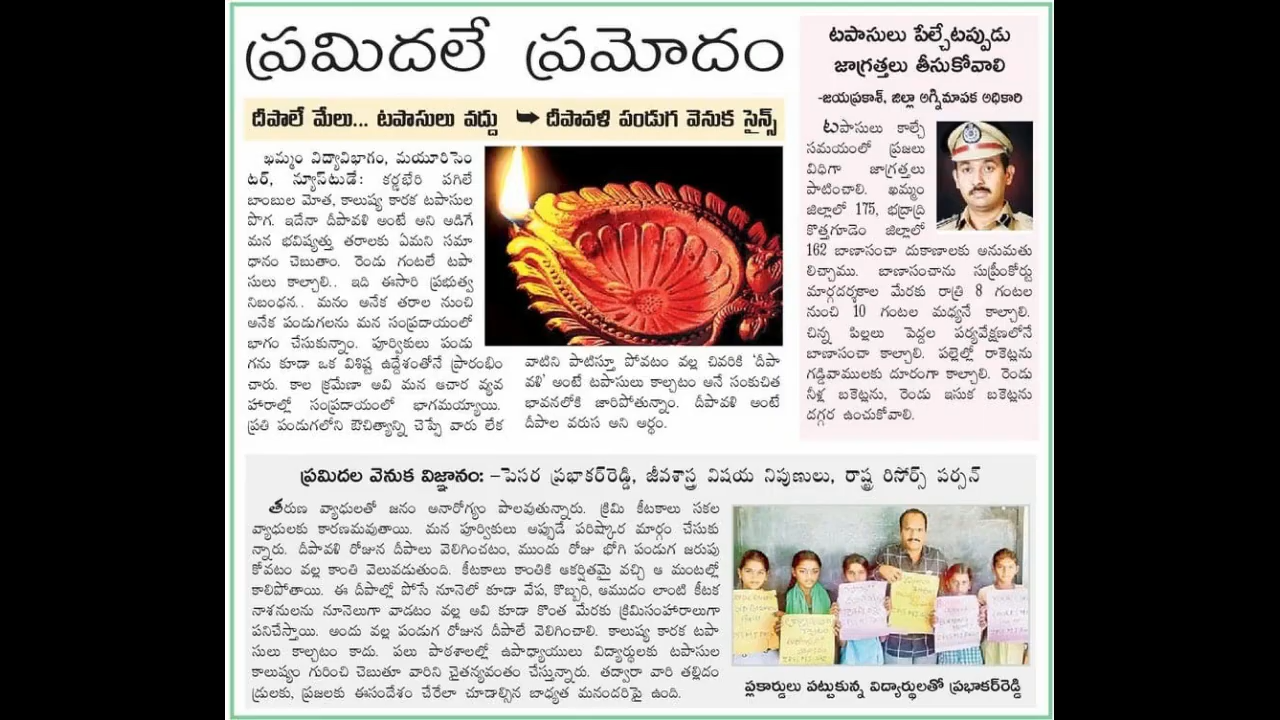 ప్రమిదలే ప్రమోదం
దీపాలే మేలు... టపాసులు వద్దు ➥ దీపావళి పండుగ వెనుక సైన్స్
ఖమ్మం విద్యావిభాగం, మయూరిసెం
టర్, న్యూస్‌టుడే: కర్ణభేరి పగిలే
బాంబుల మోత, కాలుష్య కారక టపాసుల
పొగ. ఇదేనా దీపావళి అంటే అని అడిగే
మన భవిష్యత్తు తరాలకు ఏమని సమా
ధానం చెబుతాం. రెండు గంటలే టపా
సులు కాల్చాలి.. ఇది ఈసారి ప్రభుత్వ
నిబంధన.. మనం అనేక తరాల నుంచి
అనేక పండుగలను మన సంప్రదాయంలో
భాగం చేసుకున్నాం. పూర్వికులు పండు
గను కూడా ఒక విశిష్ట ఉద్దేశంతోనే ప్రారంభిం
చారు. కాల క్రమేణా అవి మన ఆచార వ్యవ
హారాల్లో సంప్రదాయంలో భాగమయ్యాయి.
ప్రతి పండుగలోని ఔచిత్యాన్ని చెప్పే వారు లేక
వాటిని పాటిస్తూ పోవటం వల్ల చివరికి ‘దీపా
వళి’ అంటే టపాసులు కాల్చటం అనే సంకుచిత
భావనలోకి జారిపోతున్నాం. దీపావళి అంటే
దీపాల వరుస అని అర్థం.
టపాసులు పేల్చేటప్పుడు
జాగ్రత్తలు తీసుకోవాలి
-జయప్రకాశ్, జిల్లా అగ్నిమాపక అధికారి
టపాసులు కాల్చే
సమయంలో ప్రజలు
విధిగా జాగ్రత్తలు
పాటించాలి. ఖమ్మం
జిల్లాలో 175, భద్రాద్రి
కొత్తగూడెం జిల్లాలో
162 బాణాసంచా దుకాణాలకు అనుమతు
లిచ్చాము. బాణాసంచాను సుప్రీంకోర్టు
మార్గదర్శకాల మేరకు రాత్రి 8 గంటల
నుంచి 10 గంటల మధ్యనే కాల్చాలి.
చిన్న పిల్లలు పెద్దల పర్యవేక్షణలోనే
బాణాసంచా కాల్చాలి. పల్లెల్లో రాకెట్లను
గడ్డివాములకు దూరంగా కాల్చాలి. రెండు
నీళ్ల బకెట్లను, రెండు ఇసుక బకెట్లను
దగ్గర ఉంచుకోవాలి.
ప్రమిదల వెనుక విజ్ఞానం: -పెసర ప్రభాకర్‌రెడ్డి, జీవశాస్త్ర విషయ నిపుణులు, రాష్ట్ర రిసోర్స్ పర్సన్
తరుణ వ్యాధులతో జనం అనారోగ్యం పాలవుతున్నారు. క్రిమి కీటకాలు సకల
వ్యాధులకు కారణమవుతాయి. మన పూర్వికులు అప్పుడే పరిష్కార మార్గం చేసుకు
న్నారు. దీపావళి రోజున దీపాలు వెలిగించటం, ముందు రోజు భోగి పండుగ జరుపు
కోవటం వల్ల కాంతి వెలువడుతుంది. కీటకాలు కాంతికి ఆకర్షితమై వచ్చి ఆ మంటల్లో
కాలిపోతాయి. ఈ దీపాల్లో పోసే నూనెలో కూడా వేప, కొబ్బరి, ఆముదం లాంటి కీటక
నాశనులను నూనెలుగా వాడటం వల్ల అవి కూడా కొంత మేరకు క్రిమిసంహారాలుగా
పనిచేస్తాయి. అందు వల్ల పండుగ రోజున దీపాలే వెలిగించాలి. కాలుష్య కారక టపా
సులు కాల్చటం కాదు. పలు పాఠశాలల్లో ఉపాధ్యాయులు విద్యార్థులకు టపాసుల
కాలుష్యం గురించి చెబుతూ వారిని చైతన్యవంతం చేస్తున్నారు. తద్వారా వారి తల్లిదం
డ్రులకు, ప్రజలకు ఈసందేశం చేరేలా చూడాల్సిన బాధ్యత మనందరిపై ఉంది.
ప్లకార్డులు పట్టుకున్న విద్యార్థులతో ప్రభాకర్‌రెడ్డి